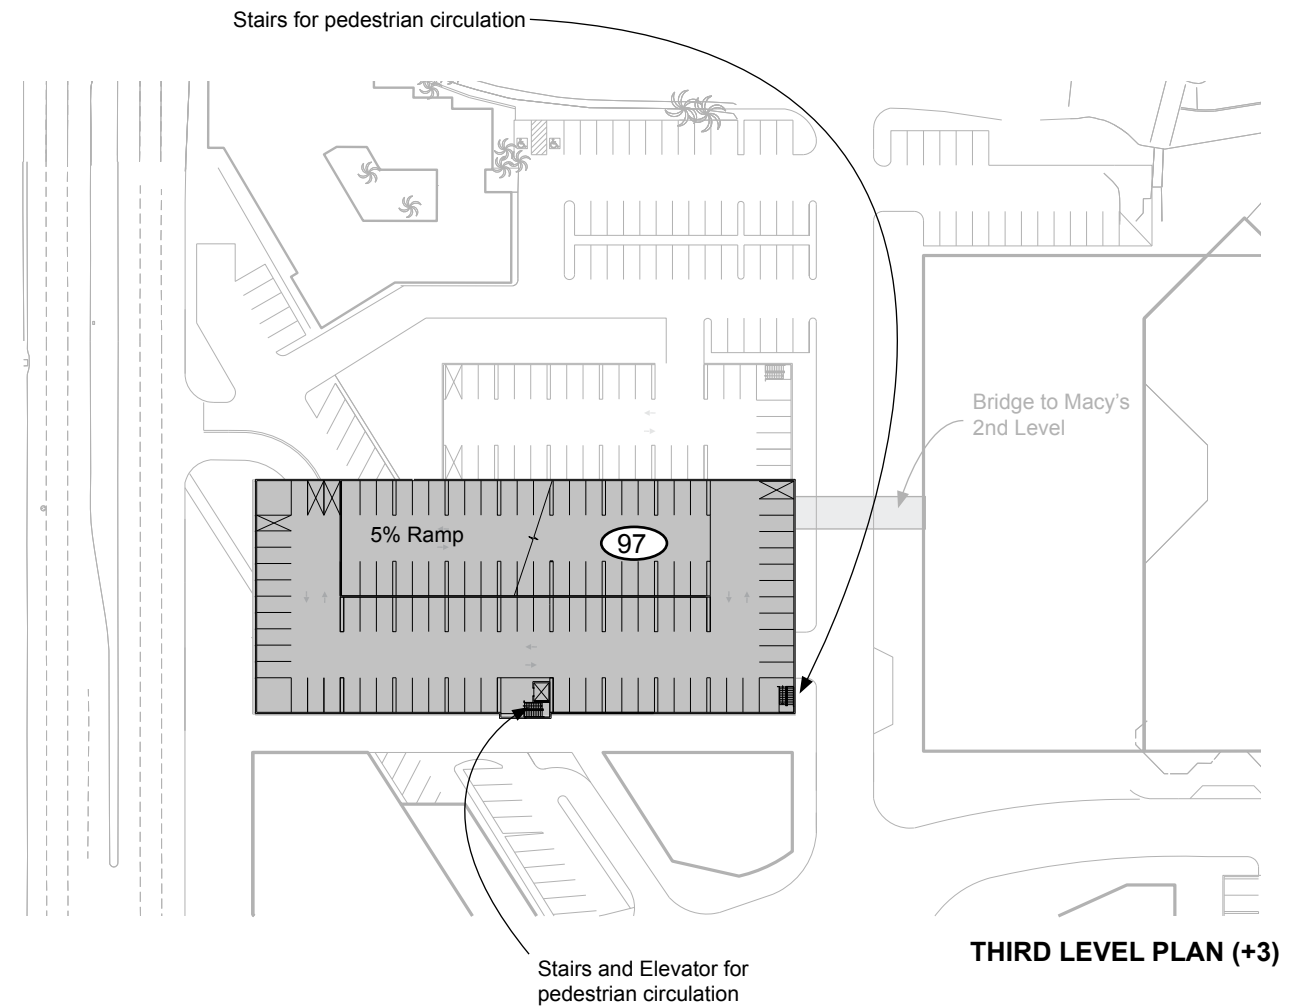 Stairs for pedestrian circulation
Bridge to Macy's
2nd Level
5% Ramp
97
THIRD LEVEL PLAN (+3)
Stairs and Elevator for
pedestrian circulation